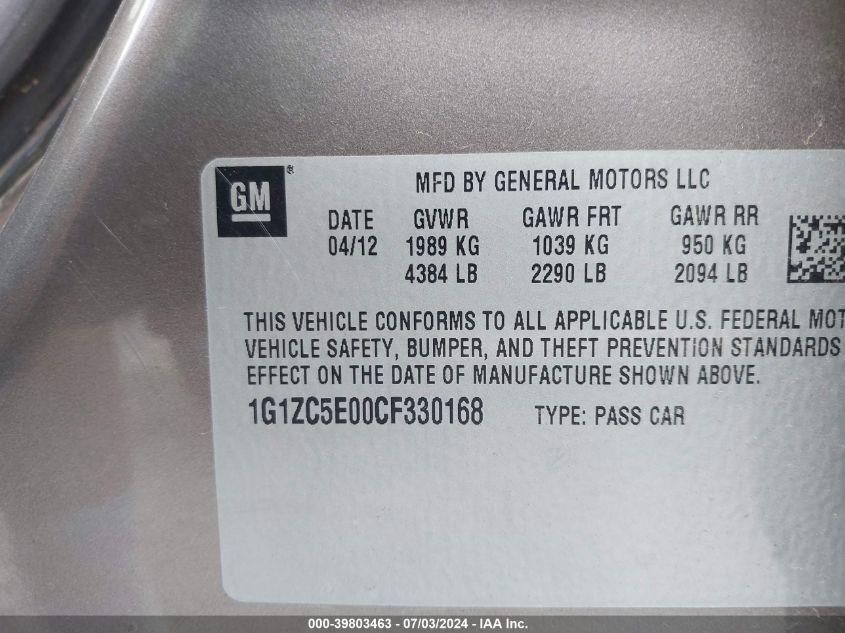 GM®
MFD BY GENERAL MOTORS LLC
DATE GVWR GAWR FRT GAWR RR
04/12 1989 KG 1039 KG 950 KG
4384 LB 2290 LB 2094 LB
THIS VEHICLE CONFORMS TO ALL APPLICABLE U.S. FEDERAL MOT
VEHICLE SAFETY, BUMPER, AND THEFT PREVENTION STANDARDS
EFFECT ON THE DATE OF MANUFACTURE SHOWN ABOVE.
1G1ZC5E00CF330168 TYPE: PASS CAR
000-39803463 - 07/03/2024 - IAA Inc.